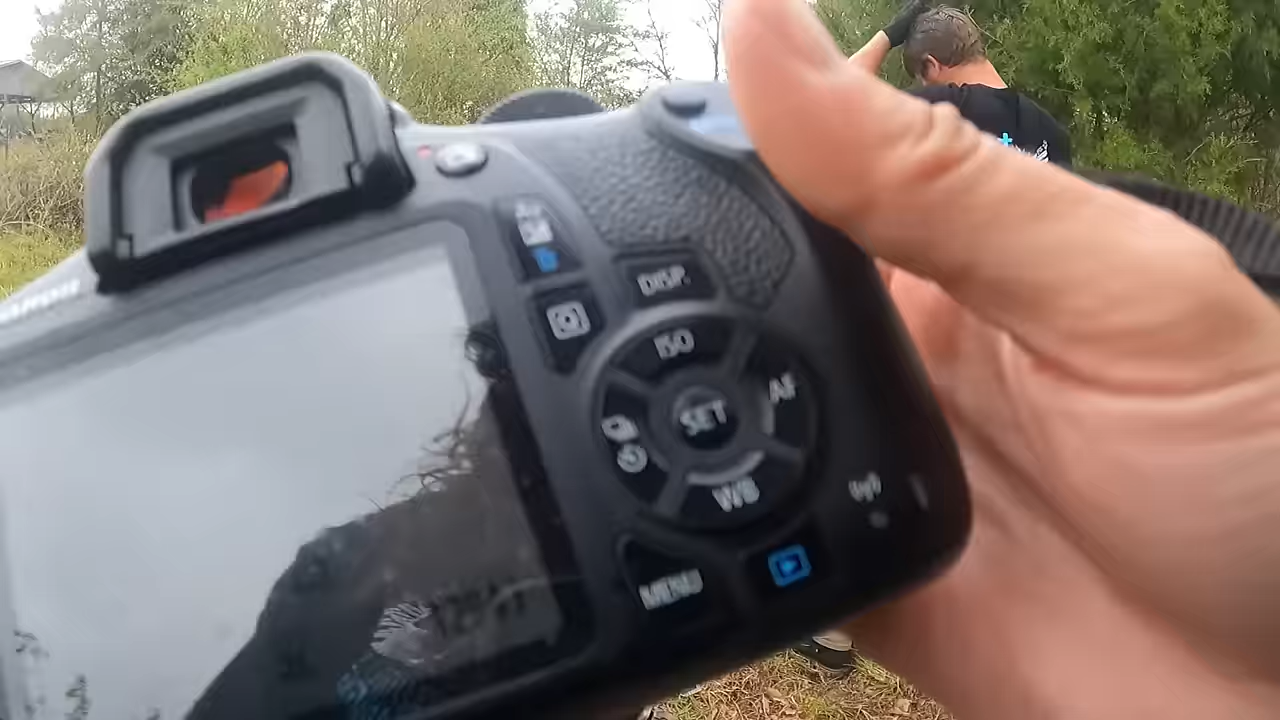 DISP.
ISO
AF
SET
WB
MENU